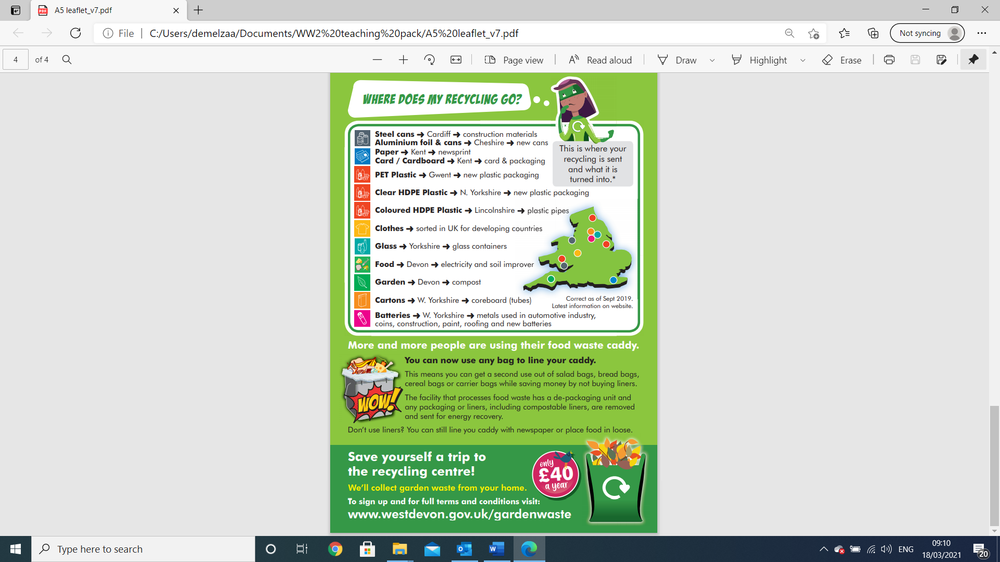 A5 leaflet_v7.pdf
File
C:/Users/demelzaa/Documents/WW2%20teaching%20pack/A5%20leaflet_v7.pdf
Not syncing
4 of 4
Page view
Read aloud
Draw
Highlight
Erase
WHERE DOES MY RECYCLING GO?
Steel cans → Cardiff → construction materials
Aluminium foil & cans → Cheshire → new cans
Paper → Kent → newsprint
Card / Cardboard → Kent → card & packaging
This is where your
recycling is sent
and what it is
turned into.*
PET Plastic → Gwent → new plastic packaging
Clear HDPE Plastic → N. Yorkshire → new plastic packaging
Coloured HDPE Plastic → Lincolnshire → plastic pipes
Clothes → sorted in UK for developing countries
Glass → Yorkshire → glass containers
Food → Devon → electricity and soil improver
Garden → Devon → compost
Cartons → W. Yorkshire → coreboard (tubes)
Correct as of Sept 2019.
Latest information on website.
Batteries → W. Yorkshire → metals used in automotive industry,
coins, construction, paint, roofing and new batteries
More and more people are using their food waste caddy.
You can now use any bag to line your caddy.
This means you can get a second use out of salad bags, bread bags,
cereal bags or carrier bags while saving money by not buying liners.
WOW!
The facility that processes food waste has a de-packaging unit and
any packaging or liners, including compostable liners, are removed
and sent for energy recovery.
Don't use liners? You can still line you caddy with newspaper or place food in loose.
Save yourself a trip to
the recycling centre!
We'll collect garden waste from your home.
only
£40
a year
To sign up and for full terms and conditions visit:
www.westdevon.gov.uk/gardenwaste
Type here to search
ENG
09:10
18/03/2021
20